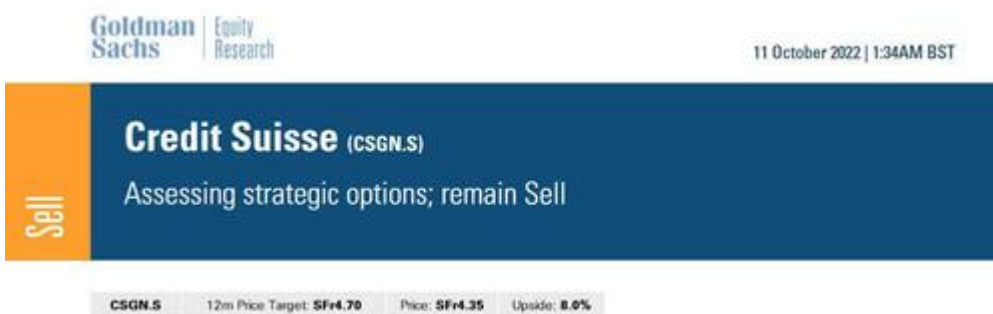 Goldman Sachs | Equity Research
11 October 2022 | 1:34AM BST
Sell
Credit Suisse (CSGN.S)
Assessing strategic options; remain Sell
CSGN.S 12m Price Target: SFr4.70 Price: SFr4.35 Upside: 8.0%